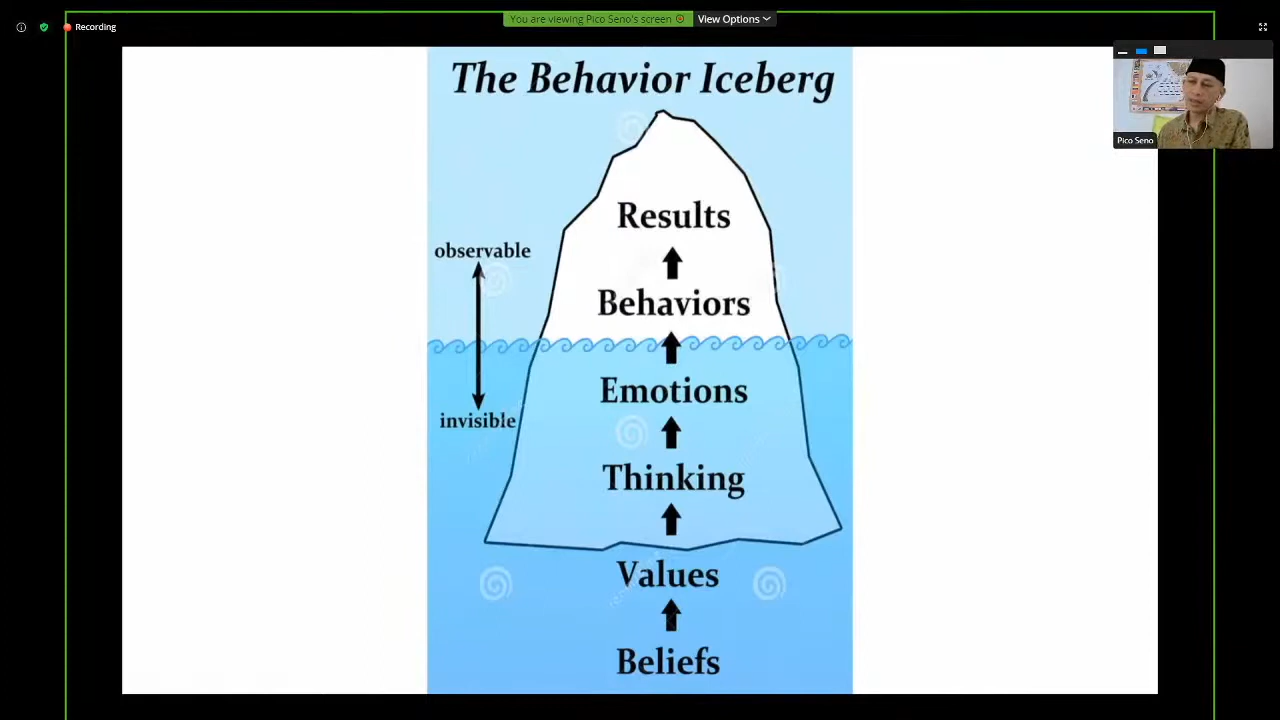 Recording
You are viewing Pico Seno's screen
View Options
Pico Seno
The Behavior Iceberg
Results
observable
Behaviors
Emotions
invisible
Thinking
Values
Beliefs